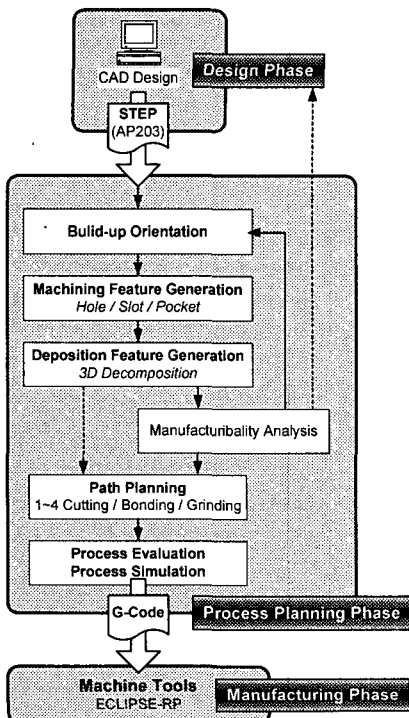 CAD Design
Design Phase
STEP
(AP203)
Build-up Orientation
Machining Feature Generation
Hole / Slot / Pocket
Deposition Feature Generation
3D Decomposition
Manufacturibality Analysis
Path Planning
1~4 Cutting / Bonding / Grinding
Process Evaluation
Process Simulation
G-Code
Process Planning Phase
Machine Tools
ECLIPSE-RP
Manufacturing Phase